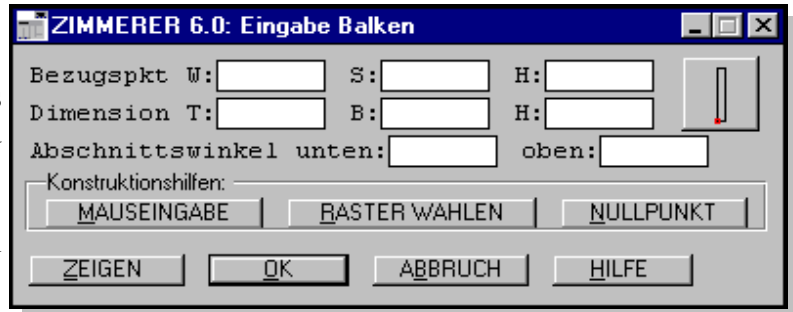 ZIMMERER 6.0: Eingabe Balken
Bezugspkt W: S: H:
Dimension T: B: H:
Abschnittswinkel unten: oben:
Konstruktionshilfen:
MAUSEINGABE RASTER WAHLEN NULLPUNKT
ZEIGEN OK ABBRUCH HILFE